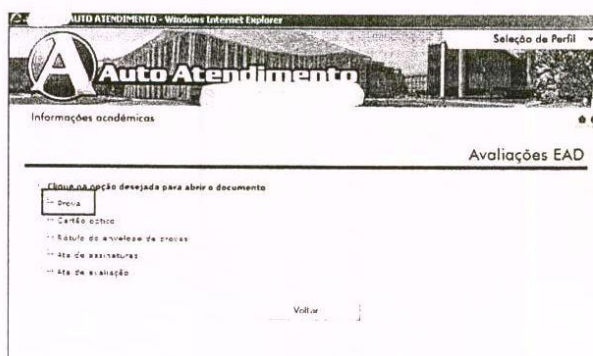 AUTO ATENDIMENTO - Windows Internet Explorer
Seleção de Perfil
A Auto Atendimento
Informações acadêmicas
Avaliações EAD
Clique na opção desejada para abrir o documento
Prova
Cartão óptico
Rótulo do envelope de provas
Ata de assinaturas
Ata de avaliação
Voltar